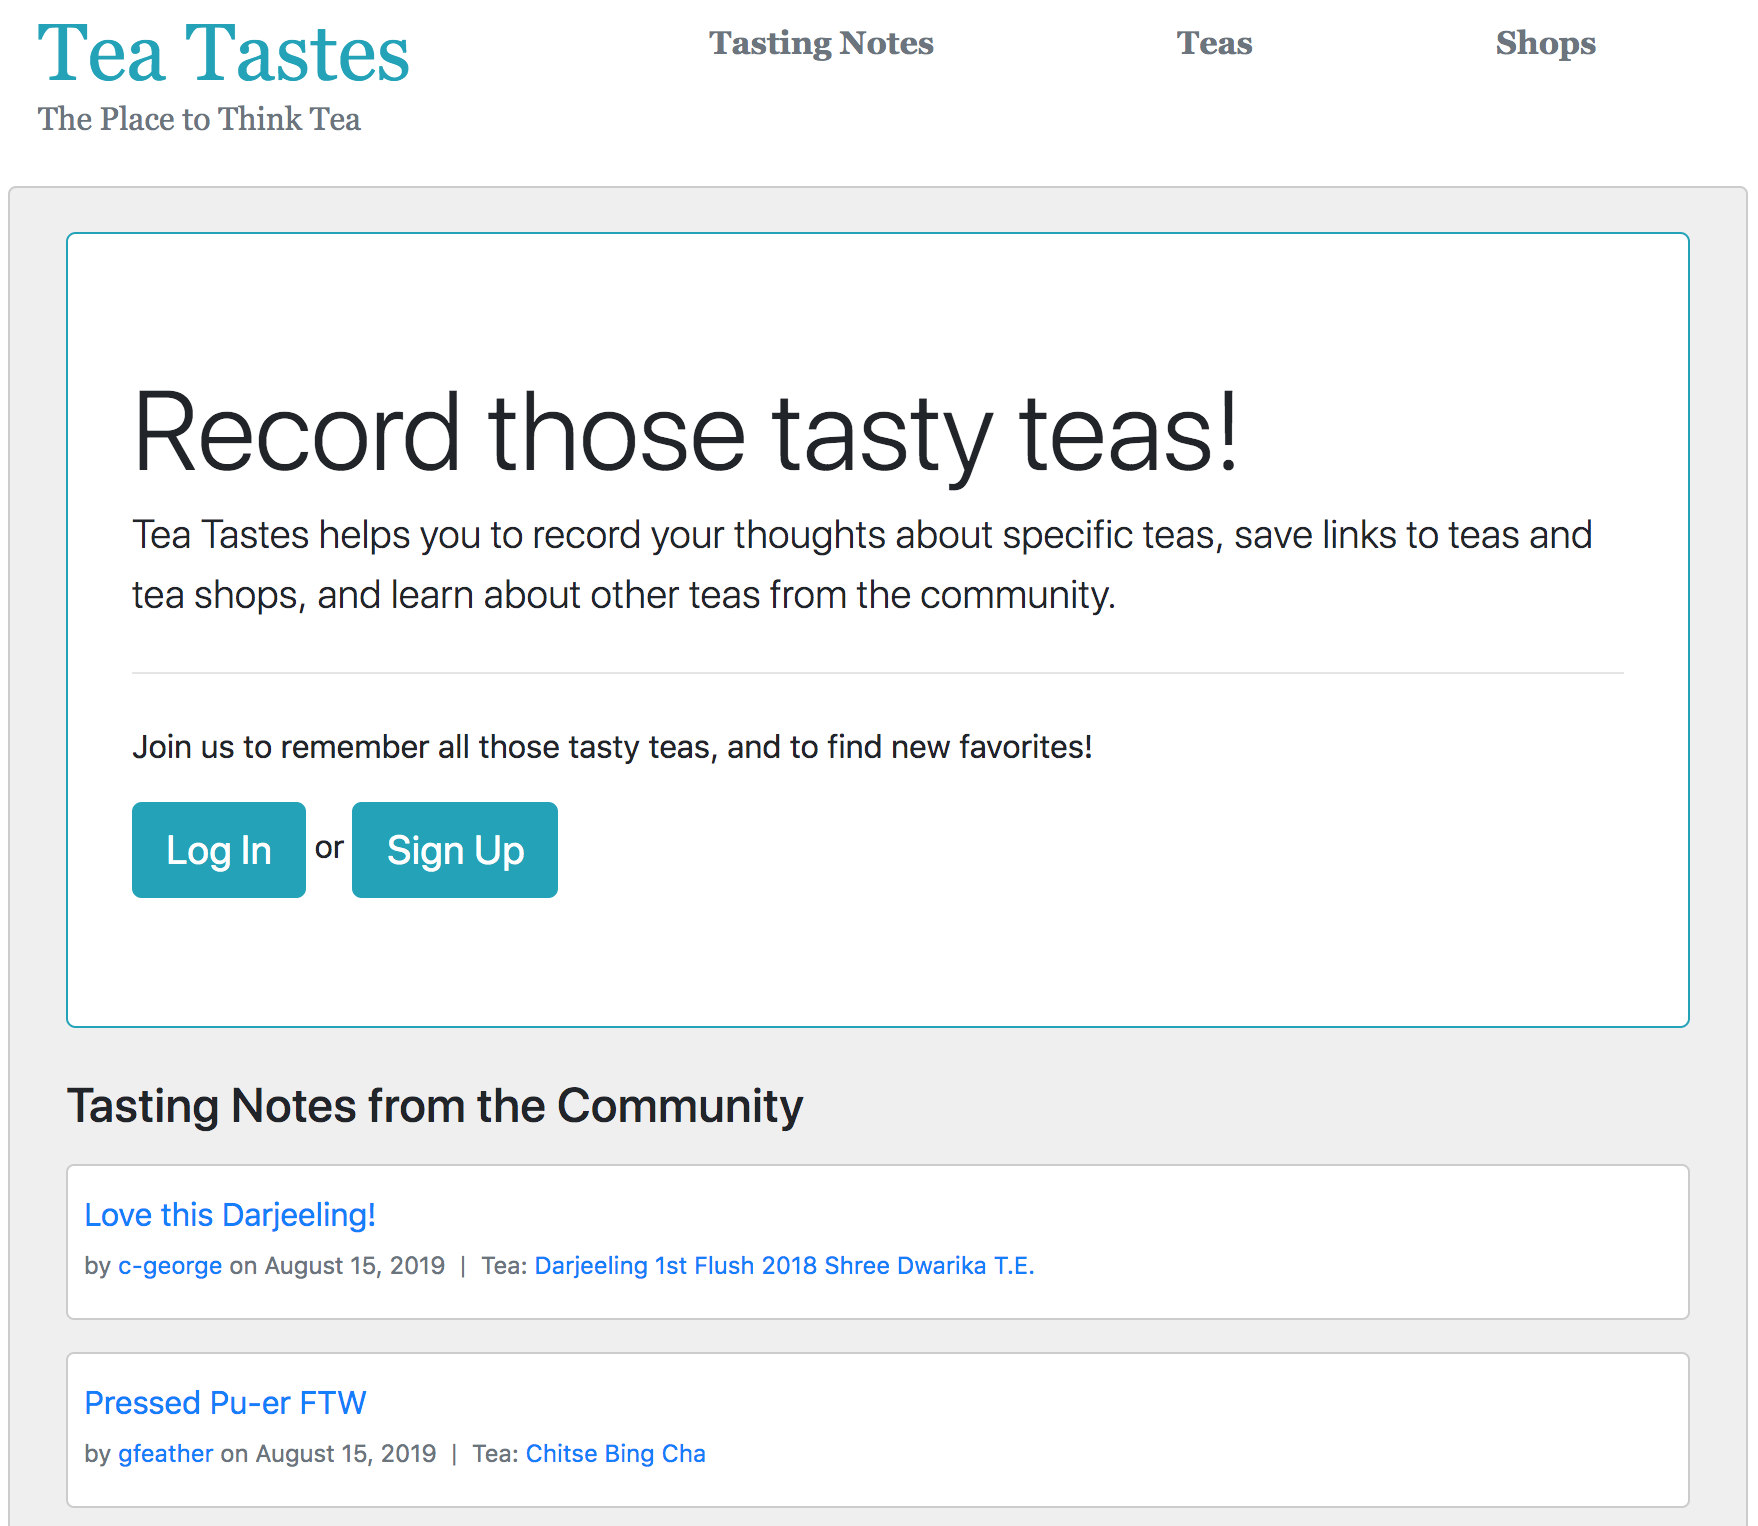 Tea Tastes
The Place to Think Tea
Tasting Notes
Teas
Shops
Record those tasty teas!
Tea Tastes helps you to record your thoughts about specific teas, save links to teas and
tea shops, and learn about other teas from the community.
Join us to remember all those tasty teas, and to find new favorites!
Log In or Sign Up
Tasting Notes from the Community
Love this Darjeeling!
by c-george on August 15, 2019 | Tea: Darjeeling 1st Flush 2018 Shree Dwarika T.E.
Pressed Pu-er FTW
by gfeather on August 15, 2019 | Tea: Chitse Bing Cha